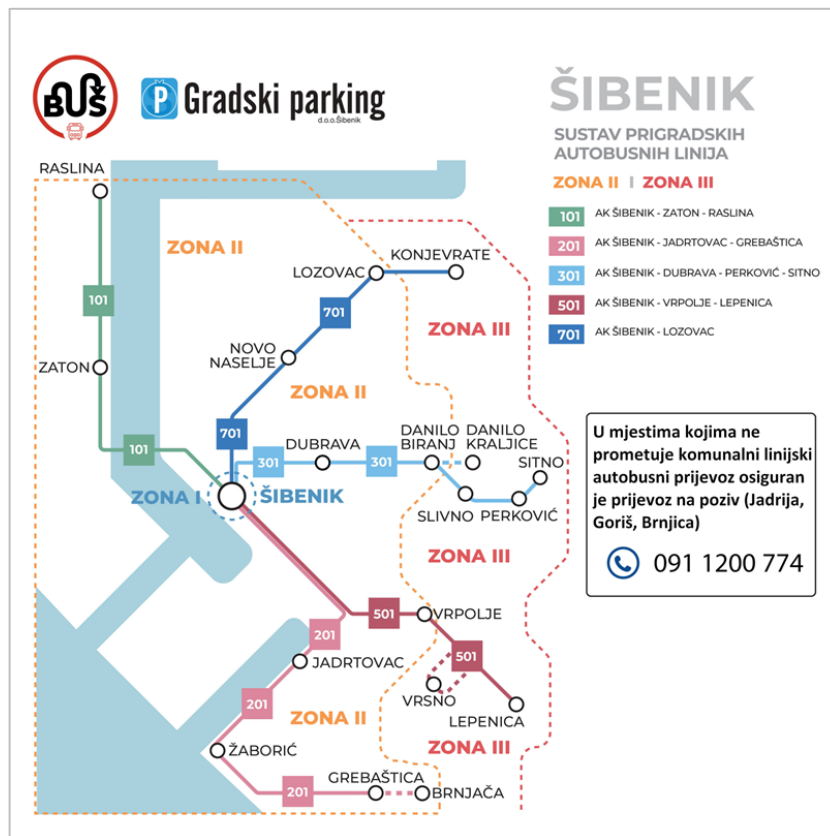 BUŠ
P Gradski parking
d.o.o.Šibenik
ŠIBENIK
SUSTAV PRIGRADSKIH
AUTOBUSNIH LINIJA
ZONA II I ZONA III
101 AK ŠIBENIK - ZATON - RASLINA
201 AK ŠIBENIK - JADRTOVAC - GREBAŠTICA
301 AK ŠIBENIK - DUBRAVA - PERKOVIĆ - SITNO
501 AK ŠIBENIK - VRPOLJE - LEPENICA
701 AK ŠIBENIK - LOZOVAC
RASLINA
ZONA II
KONJEVRATE
LOZOVAC
101
701
ZONA III
NOVO
NASELJE
ZATON
ZONA II
701
DANILO
BIRANJ
DANILO
KRALJICE
DUBRAVA
101
301
301
SITNO
ZONA I
ŠIBENIK
SLIVNO
PERKOVIĆ
ZONA III
501
VRPOLJE
201
JADRTOVAC
501
VRSNO
201
LEPENICA
ZONA II
ZONA III
ŽABORIĆ
GREBAŠTICA
201
BRNJAČA
U mjestima kojima ne
prometuje komunalni linijski
autobusni prijevoz osiguran
je prijevoz na poziv (Jadrija,
Goriš, Brnjica)
091 1200 774